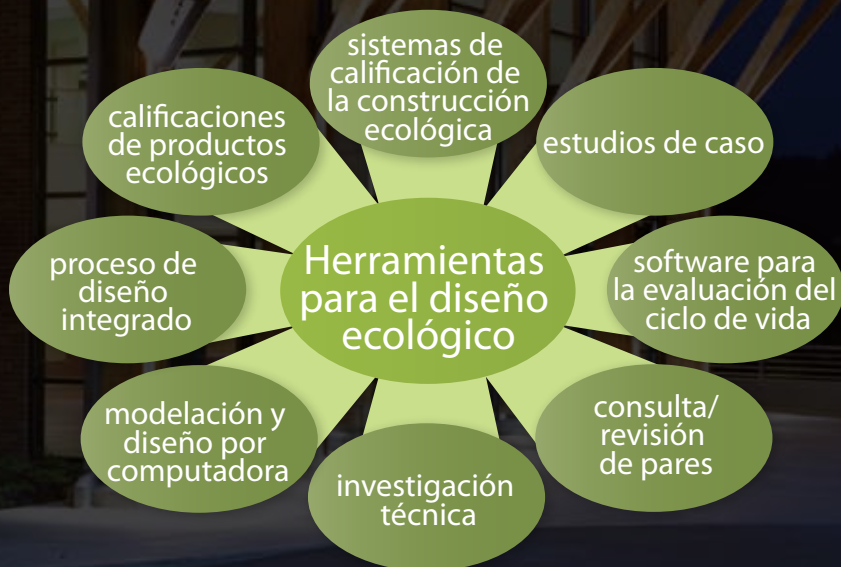 sistemas de
calificación de
la construcción
ecológica
calificaciones
de productos
ecológicos
estudios de caso
Herramientas
para el diseño
ecológico
proceso de
diseño
integrado
software para
la evaluación del
ciclo de vida
modelación y
diseño por
computadora
consulta/
revisión
de pares
investigación
técnica